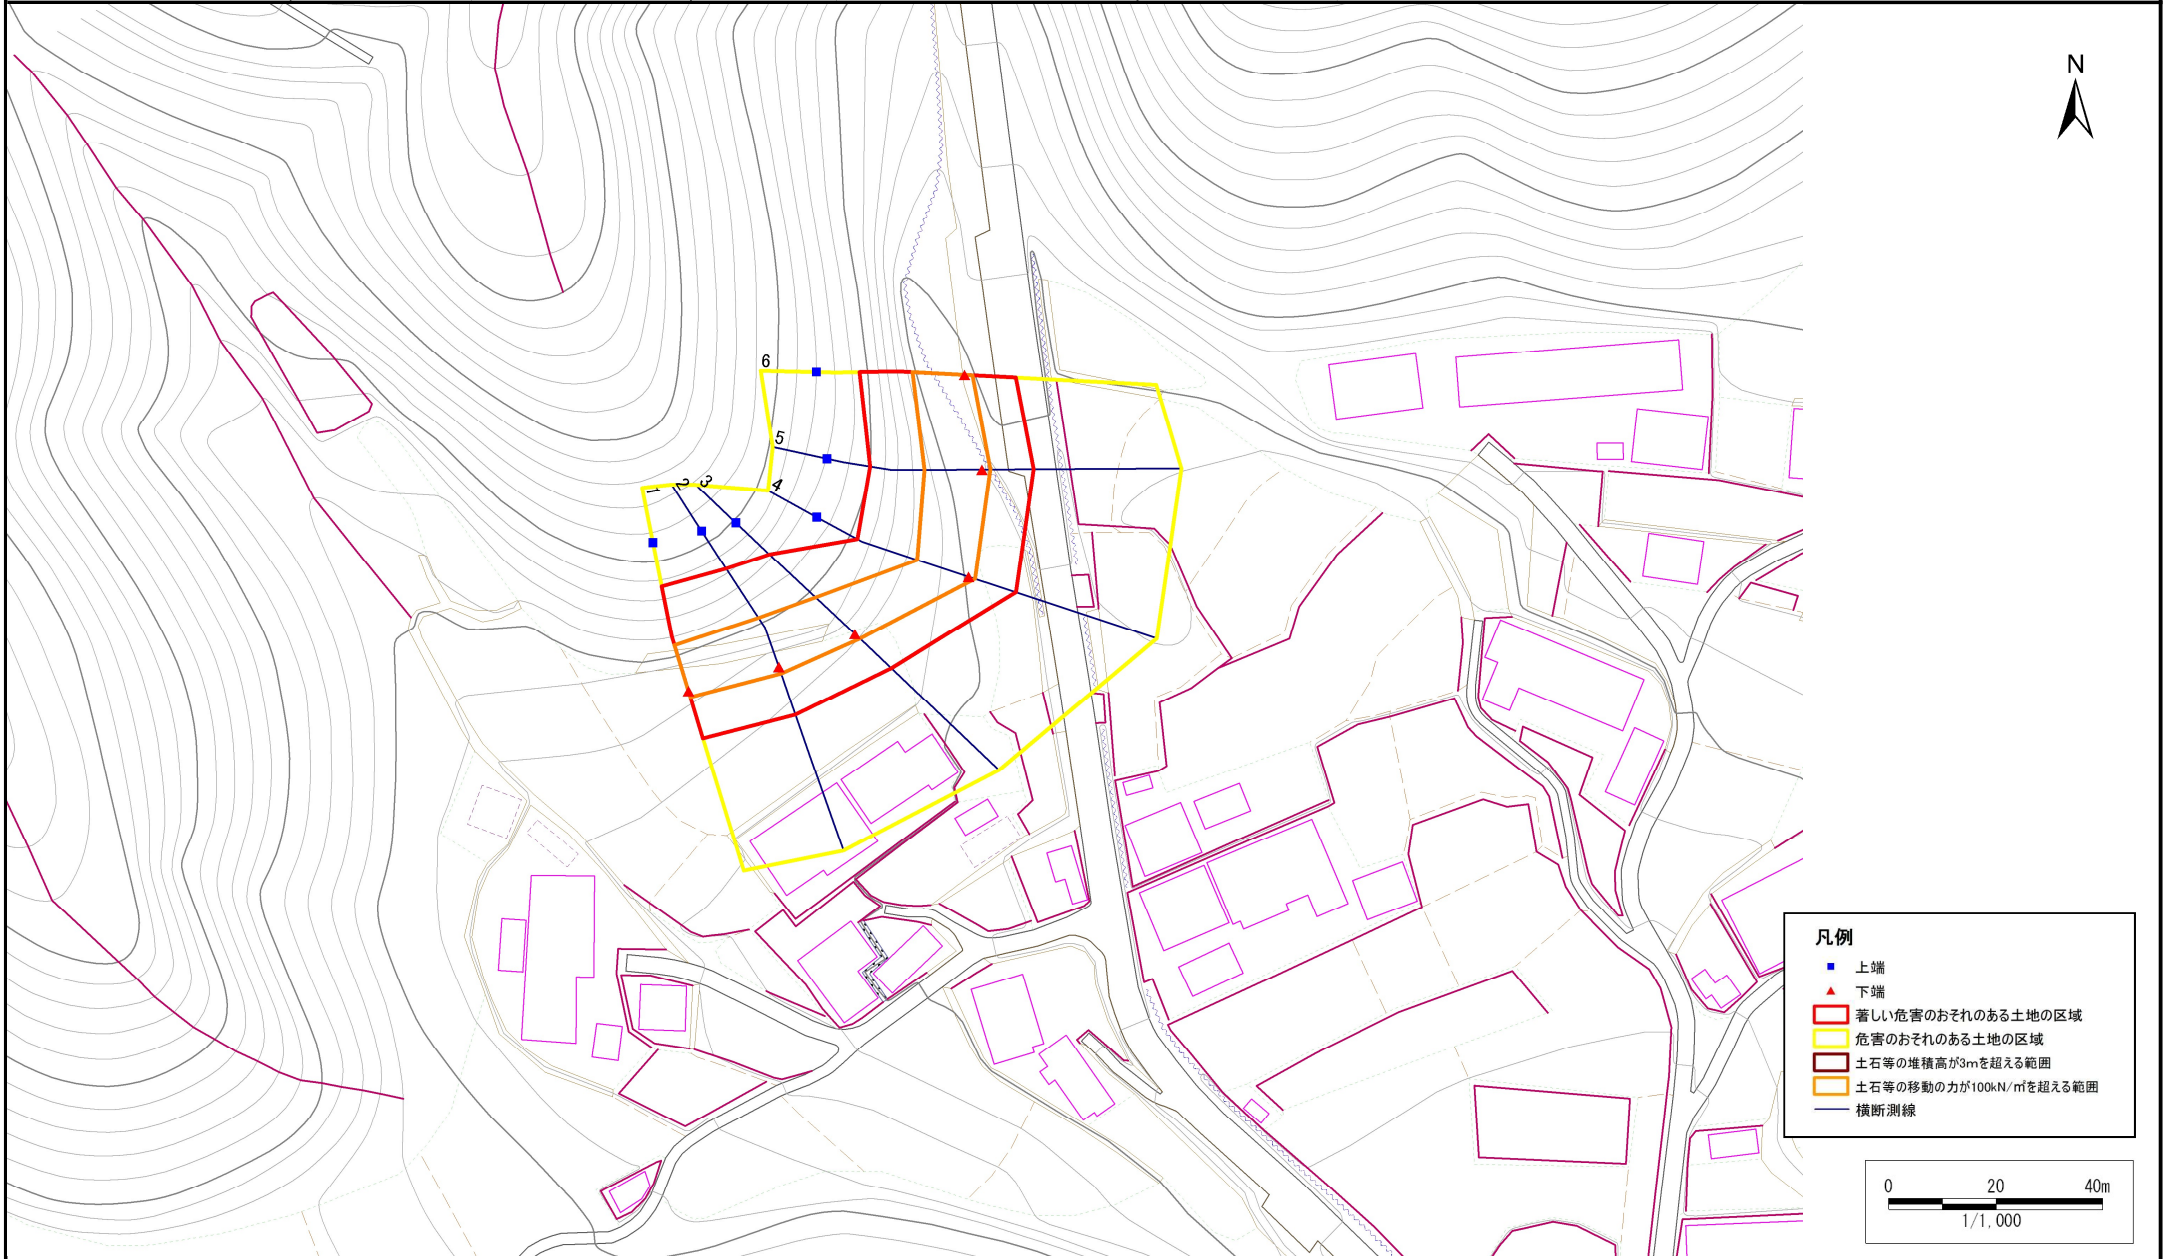 N
6
5
4
3
2
1
凡例
上端
下端
著しい危害のおそれのある土地の区域
危害のおそれのある土地の区域
土石等の堆積高が3mを超える範囲
土石等の移動の力が100kN/㎡を超える範囲
横断測線
0 20 40m
1/1,000